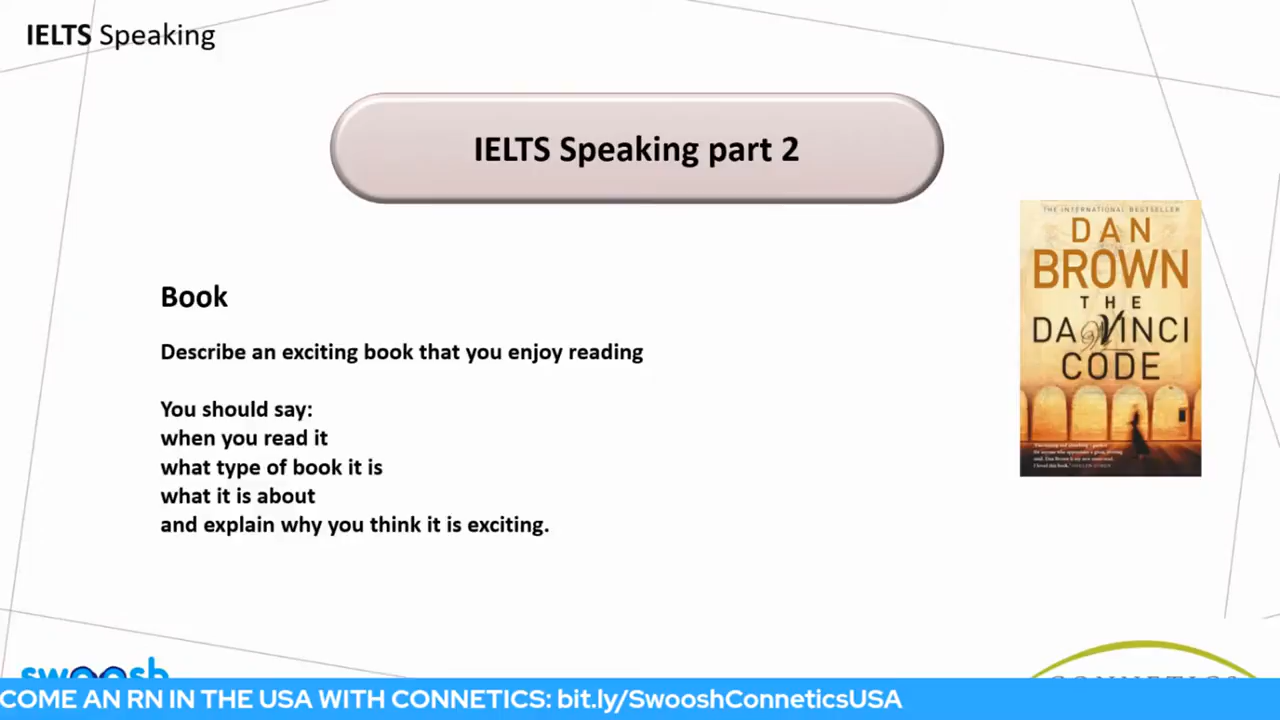 IELTS Speaking
IELTS Speaking part 2
THE INTERNATIONAL BESTSELLER
DAN
BROWN
THE
DA VINCI
CODE
Book
Describe an exciting book that you enjoy reading
You should say:
when you read it
what type of book it is
what it is about
and explain why you think it is exciting.
swoosh
CONNETICS
COME AN RN IN THE USA WITH CONNETICS: bit.ly/SwooshConneticsUSA